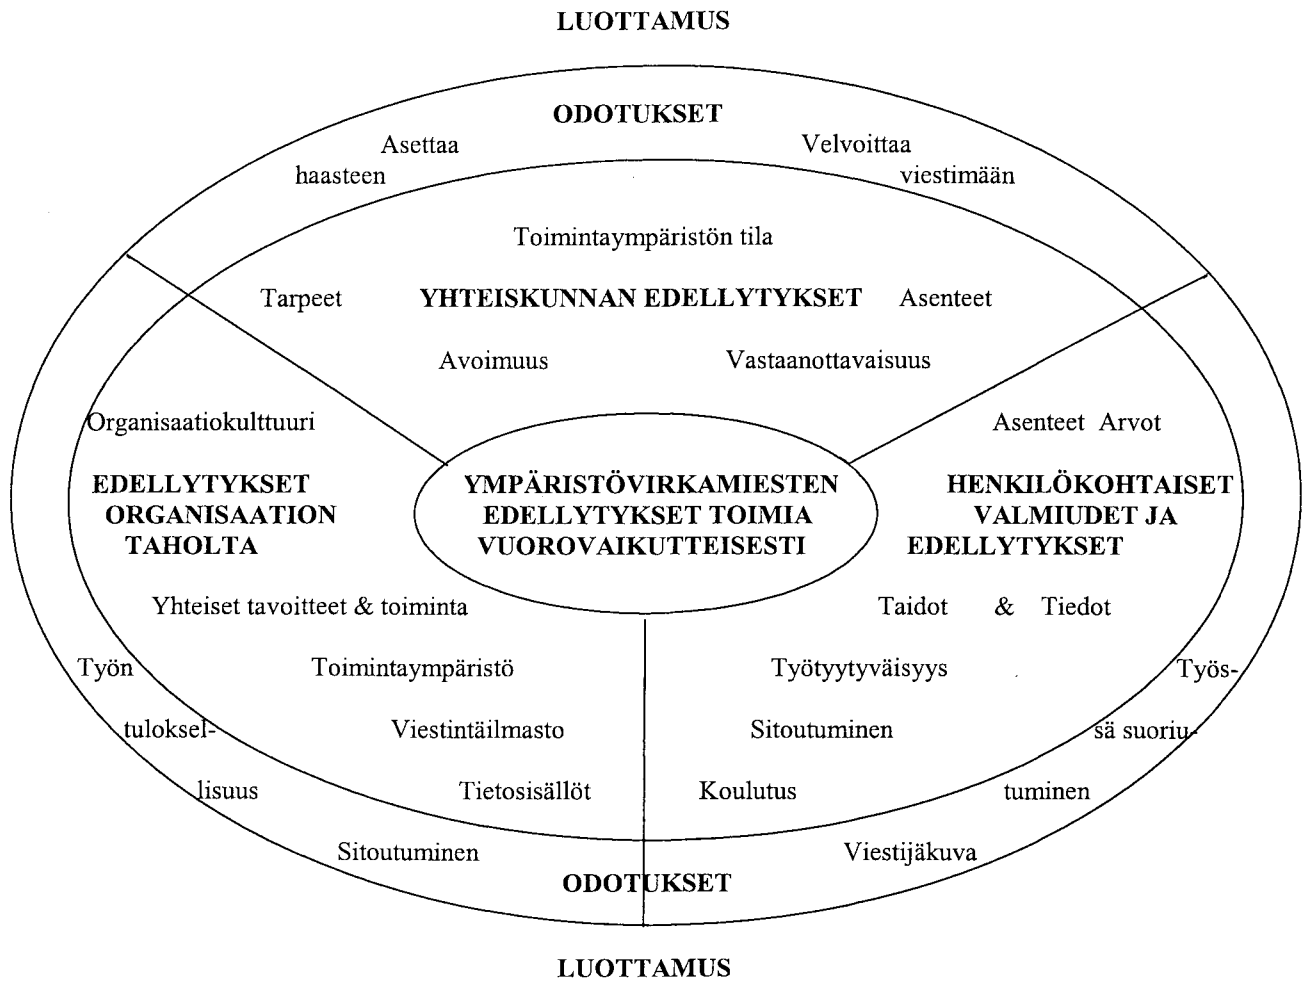 LUOTTAMUS
ODOTUKSET
Asettaa Velvoittaa
haasteen viestimään
Toimintaympäristön tila
Tarpeet YHTEISKUNNAN EDELLYTYKSET Asenteet
Avoimuus Vastaanottavaisuus
Organisaatiokulttuuri Asenteet Arvot
EDELLYTYKSET YMPÄRISTÖVIRKAMIESTEN HENKILÖKOHTAISET
ORGANISAATION EDELLYTYKSET TOIMIA VALMIUDET JA
TAHOLTA VUOROVAIKUTTEISESTI EDELLYTYKSET
Yhteiset tavoitteet & toiminta Taidot & Tiedot
Työn Toimintaympäristö Työtyytyväisyys Työs-
tuloksel- Viestintäilmasto Sitoutuminen sä suoriu-
lisuus Tietosisällöt Koulutus tuminen
Sitoutuminen Viestijäkuva
ODOTUKSET
LUOTTAMUS